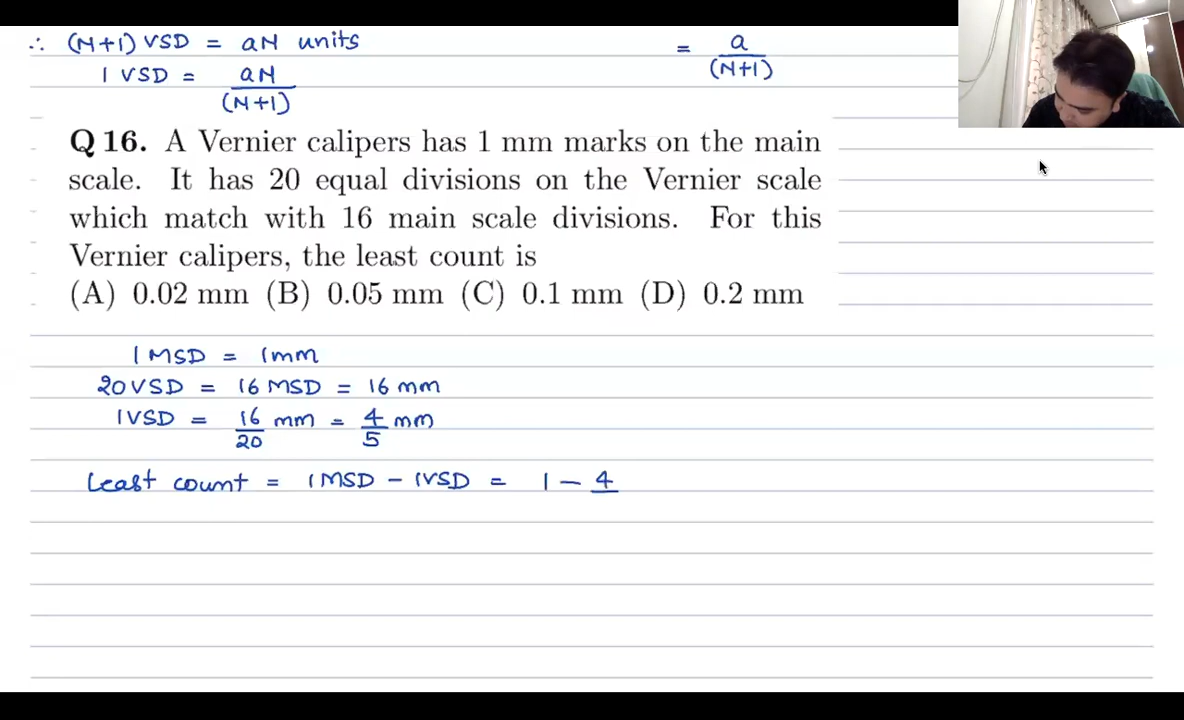 ∴ (N+1) VSD = aN units
1 VSD = aN/(N+1)
= a/(N+1)
Q 16. A Vernier calipers has 1 mm marks on the main
scale. It has 20 equal divisions on the Vernier scale
which match with 16 main scale divisions. For this
Vernier calipers, the least count is
(A) 0.02 mm (B) 0.05 mm (C) 0.1 mm (D) 0.2 mm
1 MSD = 1mm
20 VSD = 16 MSD = 16 mm
1 VSD = 16/20 mm = 4/5 mm
Least count = 1 MSD - 1 VSD = 1 - 4